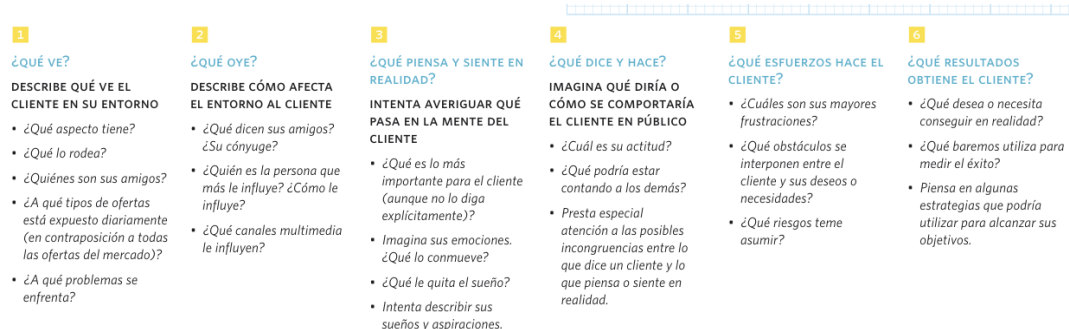 1
¿QUÉ VE?
DESCRIBE QUÉ VE EL
CLIENTE EN SU ENTORNO
• ¿Qué aspecto tiene?
• ¿Qué lo rodea?
• ¿Quiénes son sus amigos?
• ¿A qué tipos de ofertas
está expuesto diariamente
(en contraposición a todas
las ofertas del mercado)?
• ¿A qué problemas se
enfrenta?
2
¿QUÉ OYE?
DESCRIBE CÓMO AFECTA
EL ENTORNO AL CLIENTE
• ¿Qué dicen sus amigos?
¿Su cónyuge?
• ¿Quién es la persona que
más le influye? ¿Cómo le
influye?
• ¿Qué canales multimedia
le influyen?
3
¿QUÉ PIENSA Y SIENTE EN
REALIDAD?
INTENTA AVERIGUAR QUÉ
PASA EN LA MENTE DEL
CLIENTE
• ¿Qué es lo más
importante para el cliente
(aunque no lo diga
explícitamente)?
• Imagina sus emociones.
¿Qué lo conmueve?
• ¿Qué le quita el sueño?
• Intenta describir sus
sueños y aspiraciones.
4
¿QUÉ DICE Y HACE?
IMAGINA QUÉ DIRÍA O
CÓMO SE COMPORTARÍA
EL CLIENTE EN PÚBLICO
• ¿Cuál es su actitud?
• ¿Qué podría estar
contando a los demás?
• Presta especial
atención a las posibles
incongruencias entre lo
que dice un cliente y lo
que piensa o siente en
realidad.
5
¿QUÉ ESFUERZOS HACE EL
CLIENTE?
• ¿Cuáles son sus mayores
frustraciones?
• ¿Qué obstáculos se
interponen entre el
cliente y sus deseos o
necesidades?
• ¿Qué riesgos teme
asumir?
6
¿QUÉ RESULTADOS
OBTIENE EL CLIENTE?
• ¿Qué desea o necesita
conseguir en realidad?
• ¿Qué baremos utiliza para
medir el éxito?
• Piensa en algunas
estrategias que podría
utilizar para alcanzar sus
objetivos.